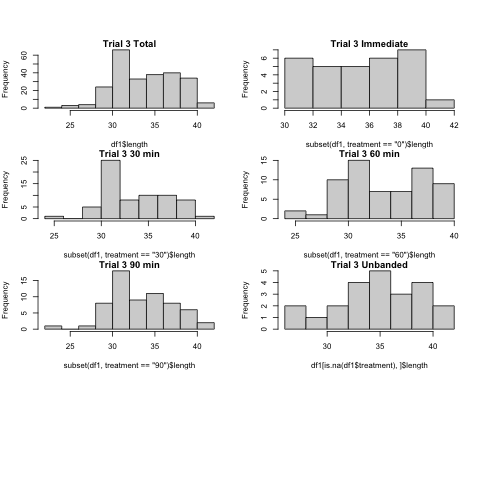 Trial 3 Total
Frequency
0 20 40 60
25 30 35 40
df1$length
Trial 3 Immediate
Frequency
0 2 4 6
30 32 34 36 38 40 42
subset(df1, treatment == "0")$length
Trial 3 30 min
Frequency
0 5 15 25
25 30 35 40
subset(df1, treatment == "30")$length
Trial 3 60 min
Frequency
0 5 10 15
25 30 35 40
subset(df1, treatment == "60")$length
Trial 3 90 min
Frequency
0 5 10 15
25 30 35 40
subset(df1, treatment == "90")$length
Trial 3 Unbanded
Frequency
0 1 2 3 4 5
30 35 40
df1[is.na(df1$treatment), ]$length